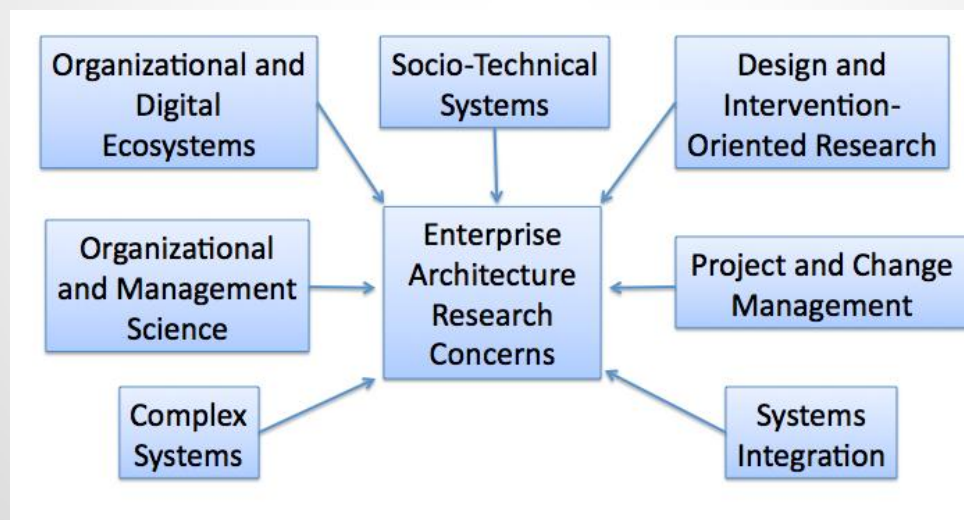 Organizational and
Digital
Ecosystems
Socio-Technical
Systems
Design and
Intervention-
Oriented Research
Organizational
and Management
Science
Enterprise
Architecture
Research
Concerns
Project and Change
Management
Complex
Systems
Systems
Integration